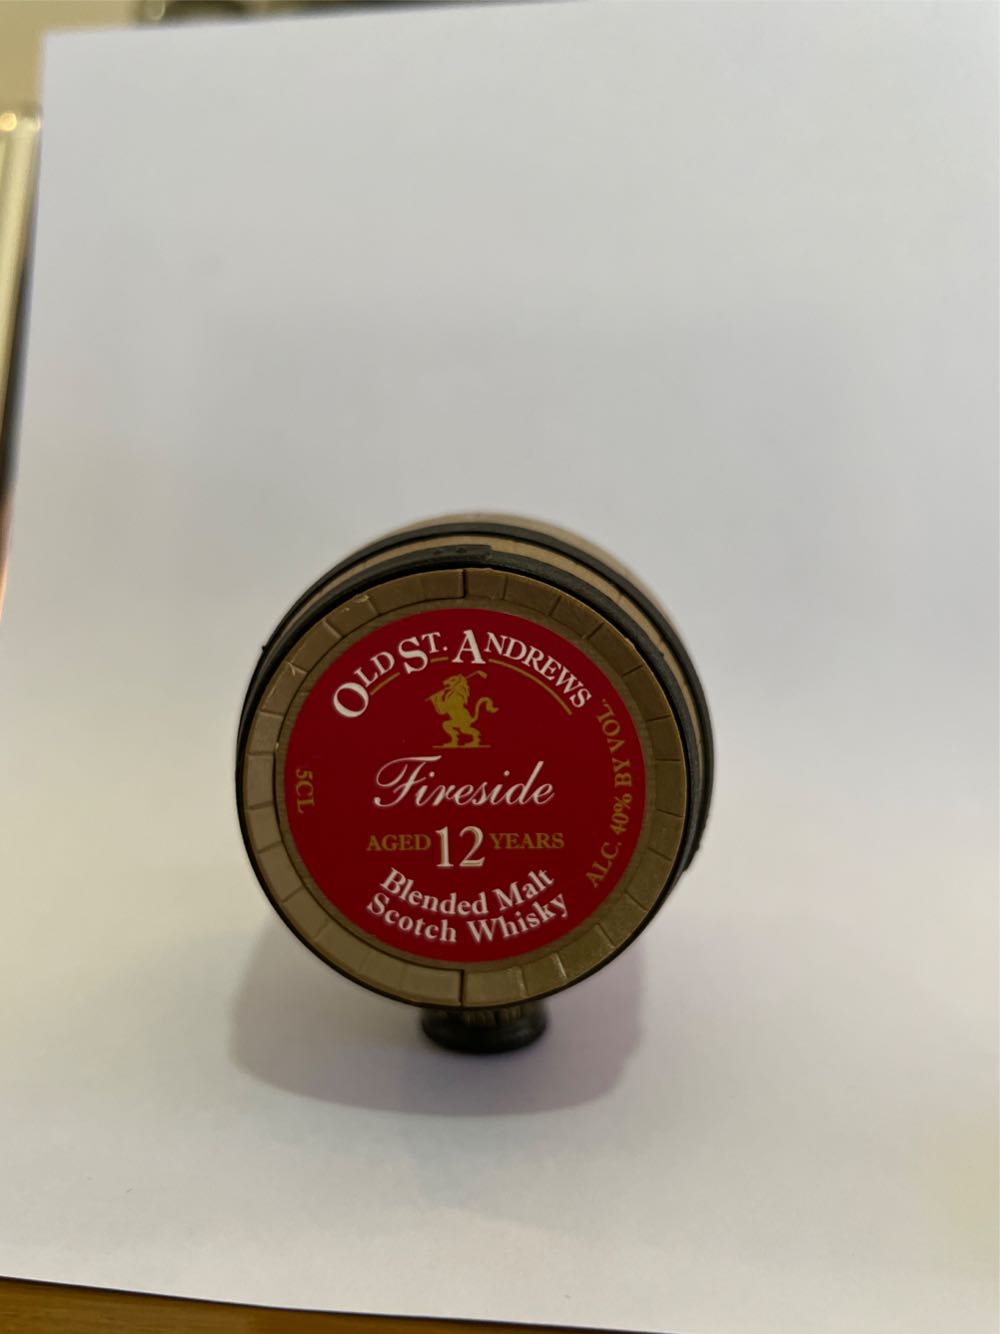 OLD ST. ANDREWS
Fireside
AGED 12 YEARS
Blended Malt
Scotch Whisky
5CL
ALC. 40% BY VOL.